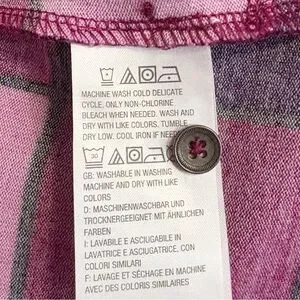 MACHINE WASH COLD DELICATE
CYCLE. ONLY NON-CHLORINE
BLEACH WHEN NEEDED. WASH AND
DRY WITH LIKE COLORS, TUMBLE
DRY LOW. COOL IRON IF NEEDED
30
GB: WASHABLE IN WASHING
MACHINE AND DRY WITH LIKE
COLORS
D: MASCHINENWASCHBAR UND
TROCKNERGEEIGNET MIT ÄHNLICHEN
FARBEN
I: LAVABILE E ASCIUGABILE IN
LAVATRICE E ASCIUGATRICE, CON
COLORI SIMILARI
F: LAVAGE ET SÉCHAGE EN MACHINE
AVEC DES COLORIS SIMILAIRES